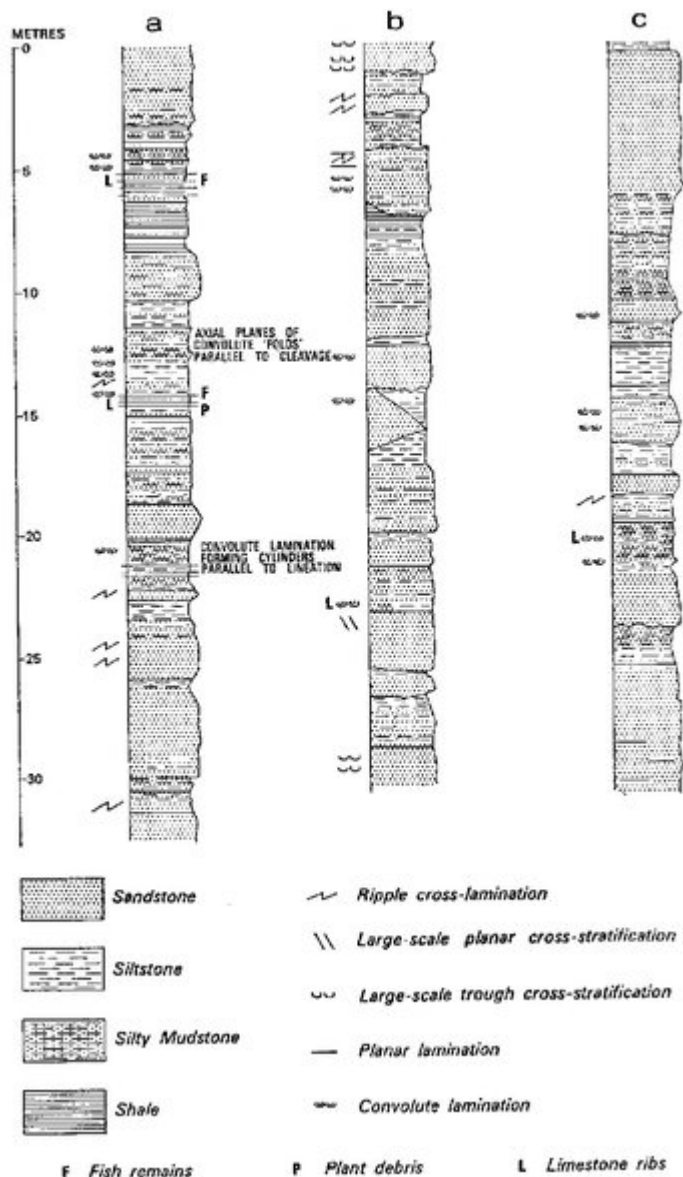 a b c
METRES
0
5
L F
10
AXIAL PLANES OF
CONVOLUTE 'FOLDS'
PARALLEL TO CLEAVAGE
F
L P
15
20
CONVOLUTE LAMINATION
FORMING CYLINDERS
PARALLEL TO LINEATION
L
L
25
30
Sandstone
Siltstone
Silty Mudstone
Shale
Ripple cross-lamination
Large-scale planar cross-stratification
Large-scale trough cross-stratification
Planar lamination
Convolute lamination
F Fish remains P Plant debris L Limestone ribs